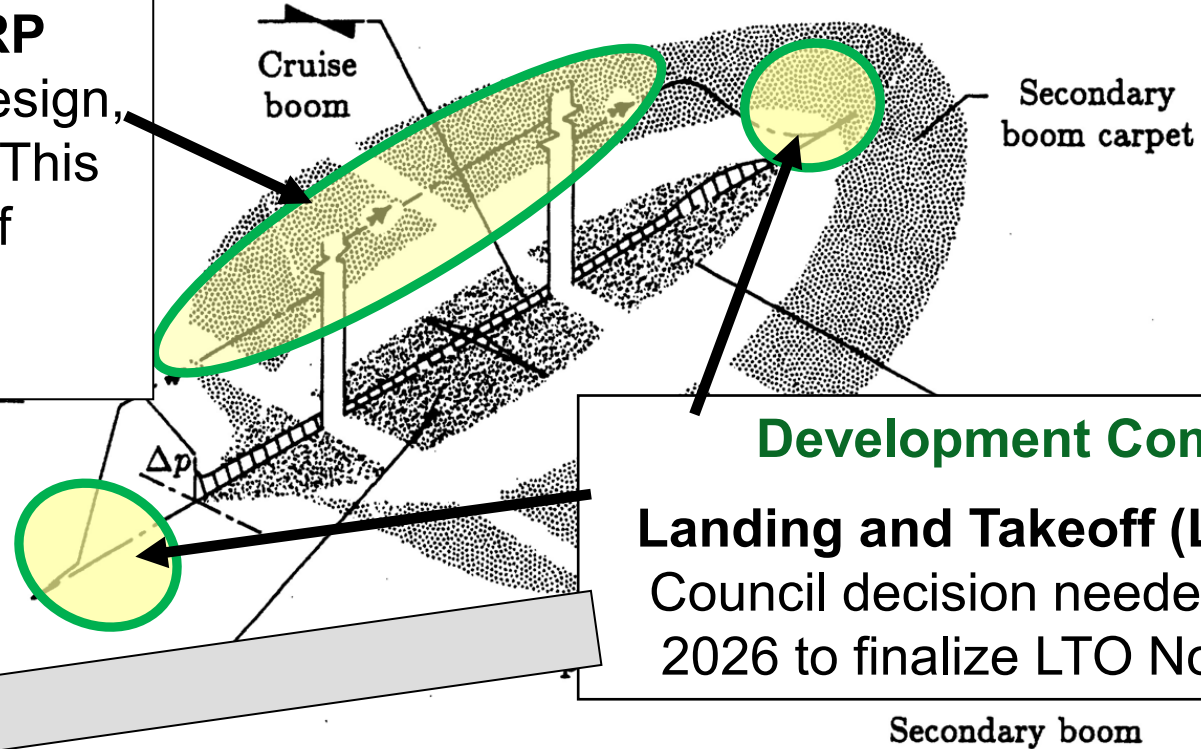 RP
esign,
This
f
Cruise
boom
Secondary
boom carpet
Δp
Development Com
Landing and Takeoff (L
Council decision neede
2026 to finalize LTO No
Secondary boom